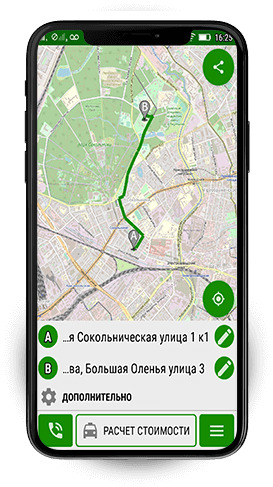 16:25
B
A
A ...я Сокольническая улица 1 к1
B ...ва, Большая Оленья улица 3
ДОПОЛНИТЕЛЬНО
РАСЧЕТ СТОИМОСТИ